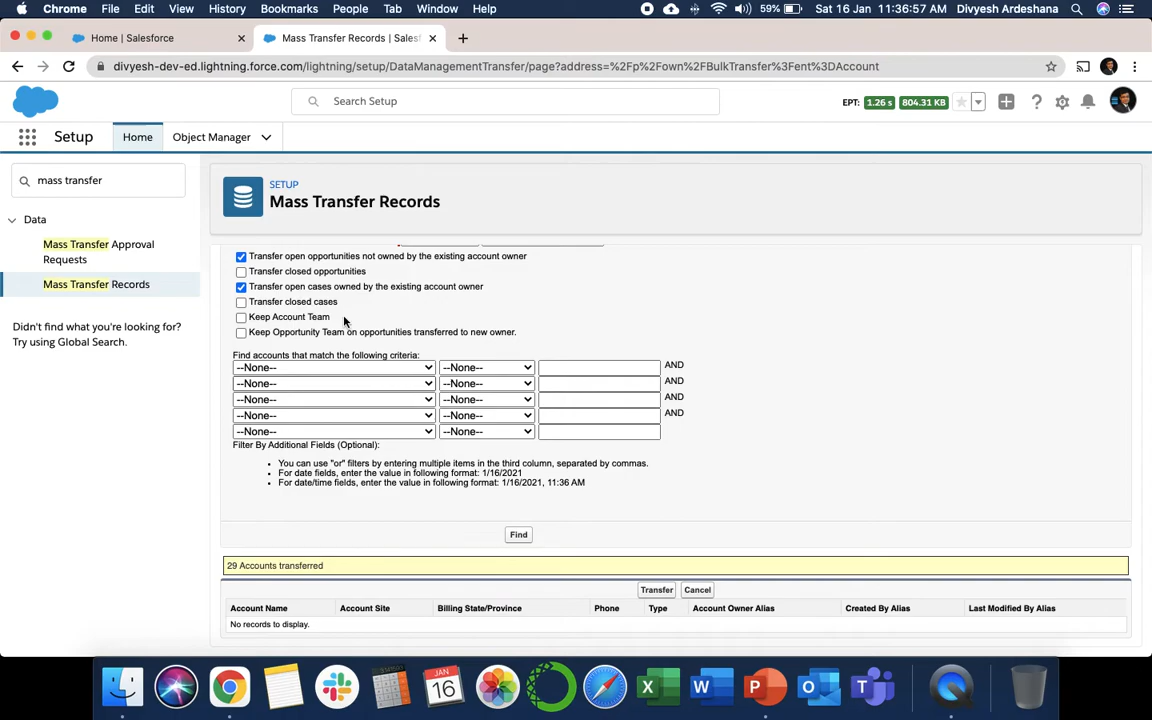 Chrome File Edit View History Bookmarks People Tab Window Help 59% Sat 16 Jan 11:36:57 AM Divyesh Ardeshana
Home | Salesforce
Mass Transfer Records | Sales
divyesh-dev-ed.lightning.force.com/lightning/setup/DataManagementTransfer/page?address=%2Fp%2Fown%2FBulkTransfer%3Fent%3DAccount
Search Setup
EPT: 1.26 s 804.31 KB
Setup Home Object Manager
mass transfer
Data
Mass Transfer Approval
Requests
Mass Transfer Records
Didn't find what you're looking for?
Try using Global Search.
SETUP
Mass Transfer Records
Transfer open opportunities not owned by the existing account owner
Transfer closed opportunities
Transfer open cases owned by the existing account owner
Transfer closed cases
Keep Account Team
Keep Opportunity Team on opportunities transferred to new owner.
Find accounts that match the following criteria:
--None-- --None-- AND
--None-- --None-- AND
--None-- --None-- AND
--None-- --None-- AND
--None-- --None--
Filter By Additional Fields (Optional):
• You can use "or" filters by entering multiple items in the third column, separated by commas.
• For date fields, enter the value in following format: 1/16/2021
• For date/time fields, enter the value in following format: 1/16/2021, 11:36 AM
Find
29 Accounts transferred
Transfer Cancel
Account Name Account Site Billing State/Province Phone Type Account Owner Alias Created By Alias Last Modified By Alias
No records to display.
JAN
16